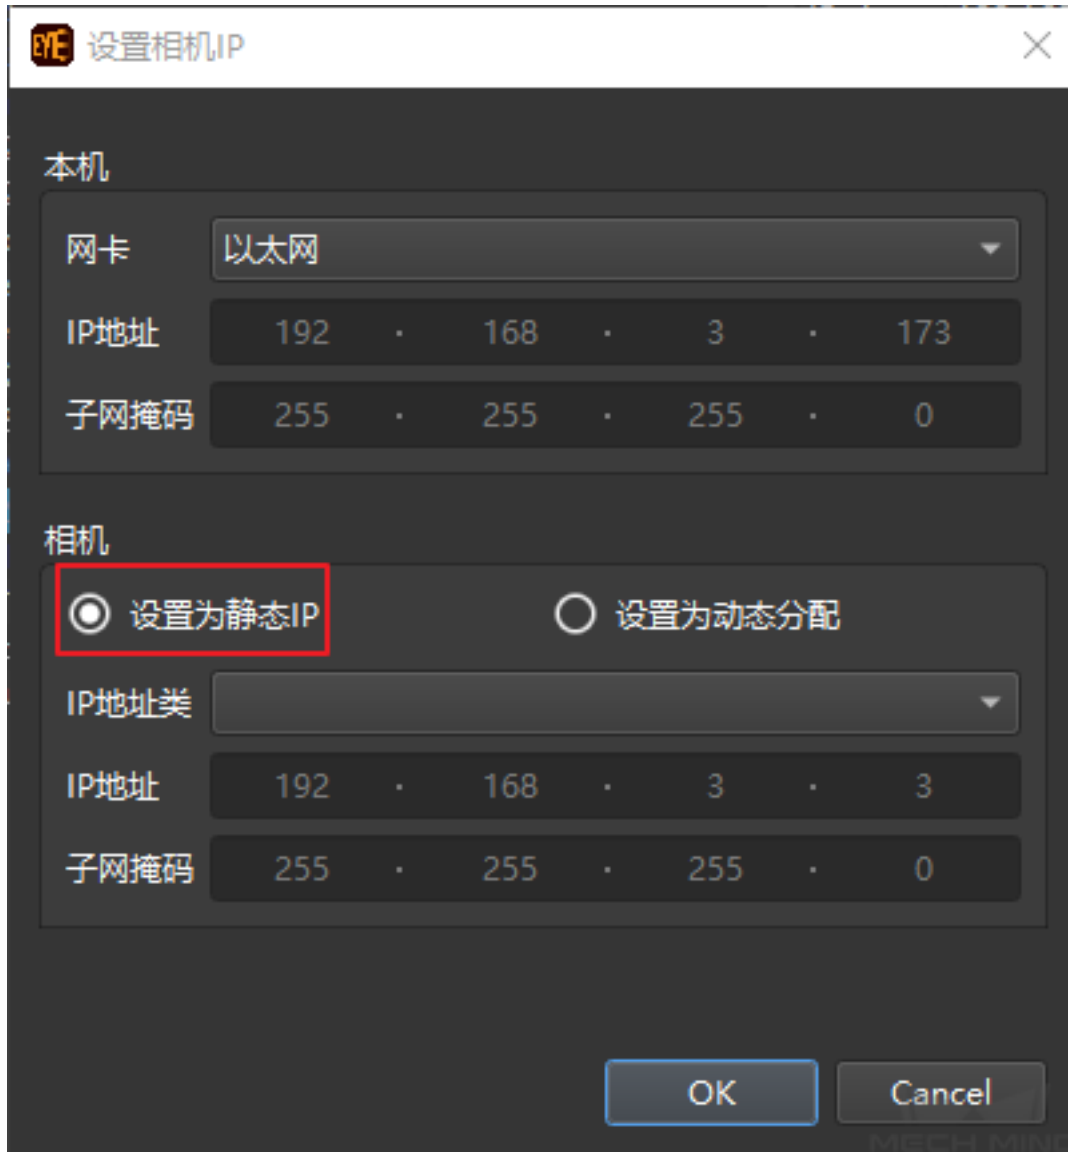 EYE 设置相机IP
本机
网卡 以太网
IP地址 192 . 168 . 3 . 173
子网掩码 255 . 255 . 255 . 0
相机
设置为静态IP 设置为动态分配
IP地址类
IP地址 192 . 168 . 3 . 3
子网掩码 255 . 255 . 255 . 0
OK Cancel
MECH MIND